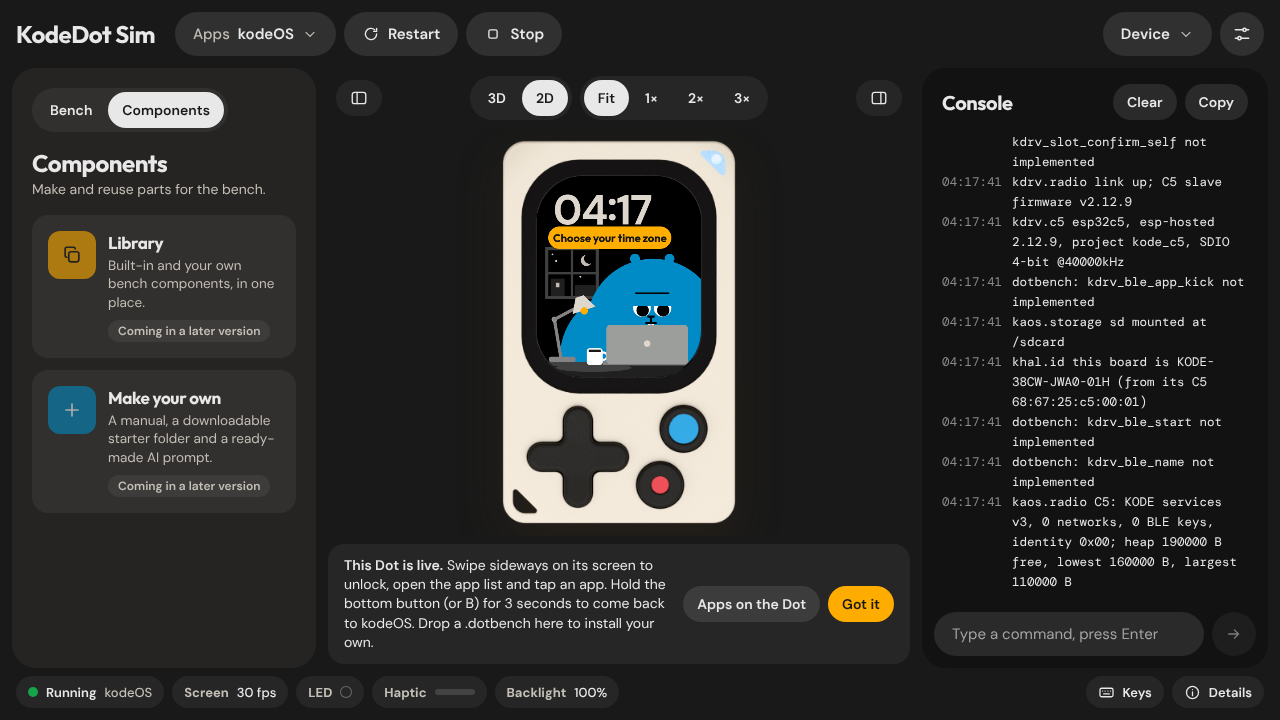 KodeDot Sim
Apps kodeOS
Restart
Stop
Device
Bench
Components
Components
Make and reuse parts for the bench.
Library
Built-in and your own
bench components, in one
place.
Coming in a later version
Make your own
A manual, a downloadable
starter folder and a ready-
made AI prompt.
Coming in a later version
3D
2D
Fit
1×
2×
3×
04:17
Choose your time zone
This Dot is live. Swipe sideways on its screen to
unlock, open the app list and tap an app. Hold the
bottom button (or B) for 3 seconds to come back
to kodeOS. Drop a .dotbench here to install your
own.
Apps on the Dot
Got it
Console
Clear
Copy
kdrv_slot_confirm_self not
implemented
04:17:41 kdrv.radio link up; C5 slave
firmware v2.12.9
04:17:41 kdrv.c5 esp32c5, esp-hosted
2.12.9, project kode_c5, SDIO
4-bit @40000kHz
04:17:41 dotbench: kdrv_ble_app_kick not
implemented
04:17:41 kaos.storage sd mounted at
/sdcard
04:17:41 khal.id this board is KODE-
38CW-JWA0-01H (from its C5
68:67:25:c5:00:01)
04:17:41 dotbench: kdrv_ble_start not
implemented
04:17:41 dotbench: kdrv_ble_name not
implemented
04:17:41 kaos.radio C5: KODE services
v3, 0 networks, 0 BLE keys,
identity 0x00; heap 190000 B
free, lowest 160000 B, largest
110000 B
Type a command, press Enter
Running kodeOS
Screen 30 fps
LED
Haptic
Backlight 100%
Keys
Details